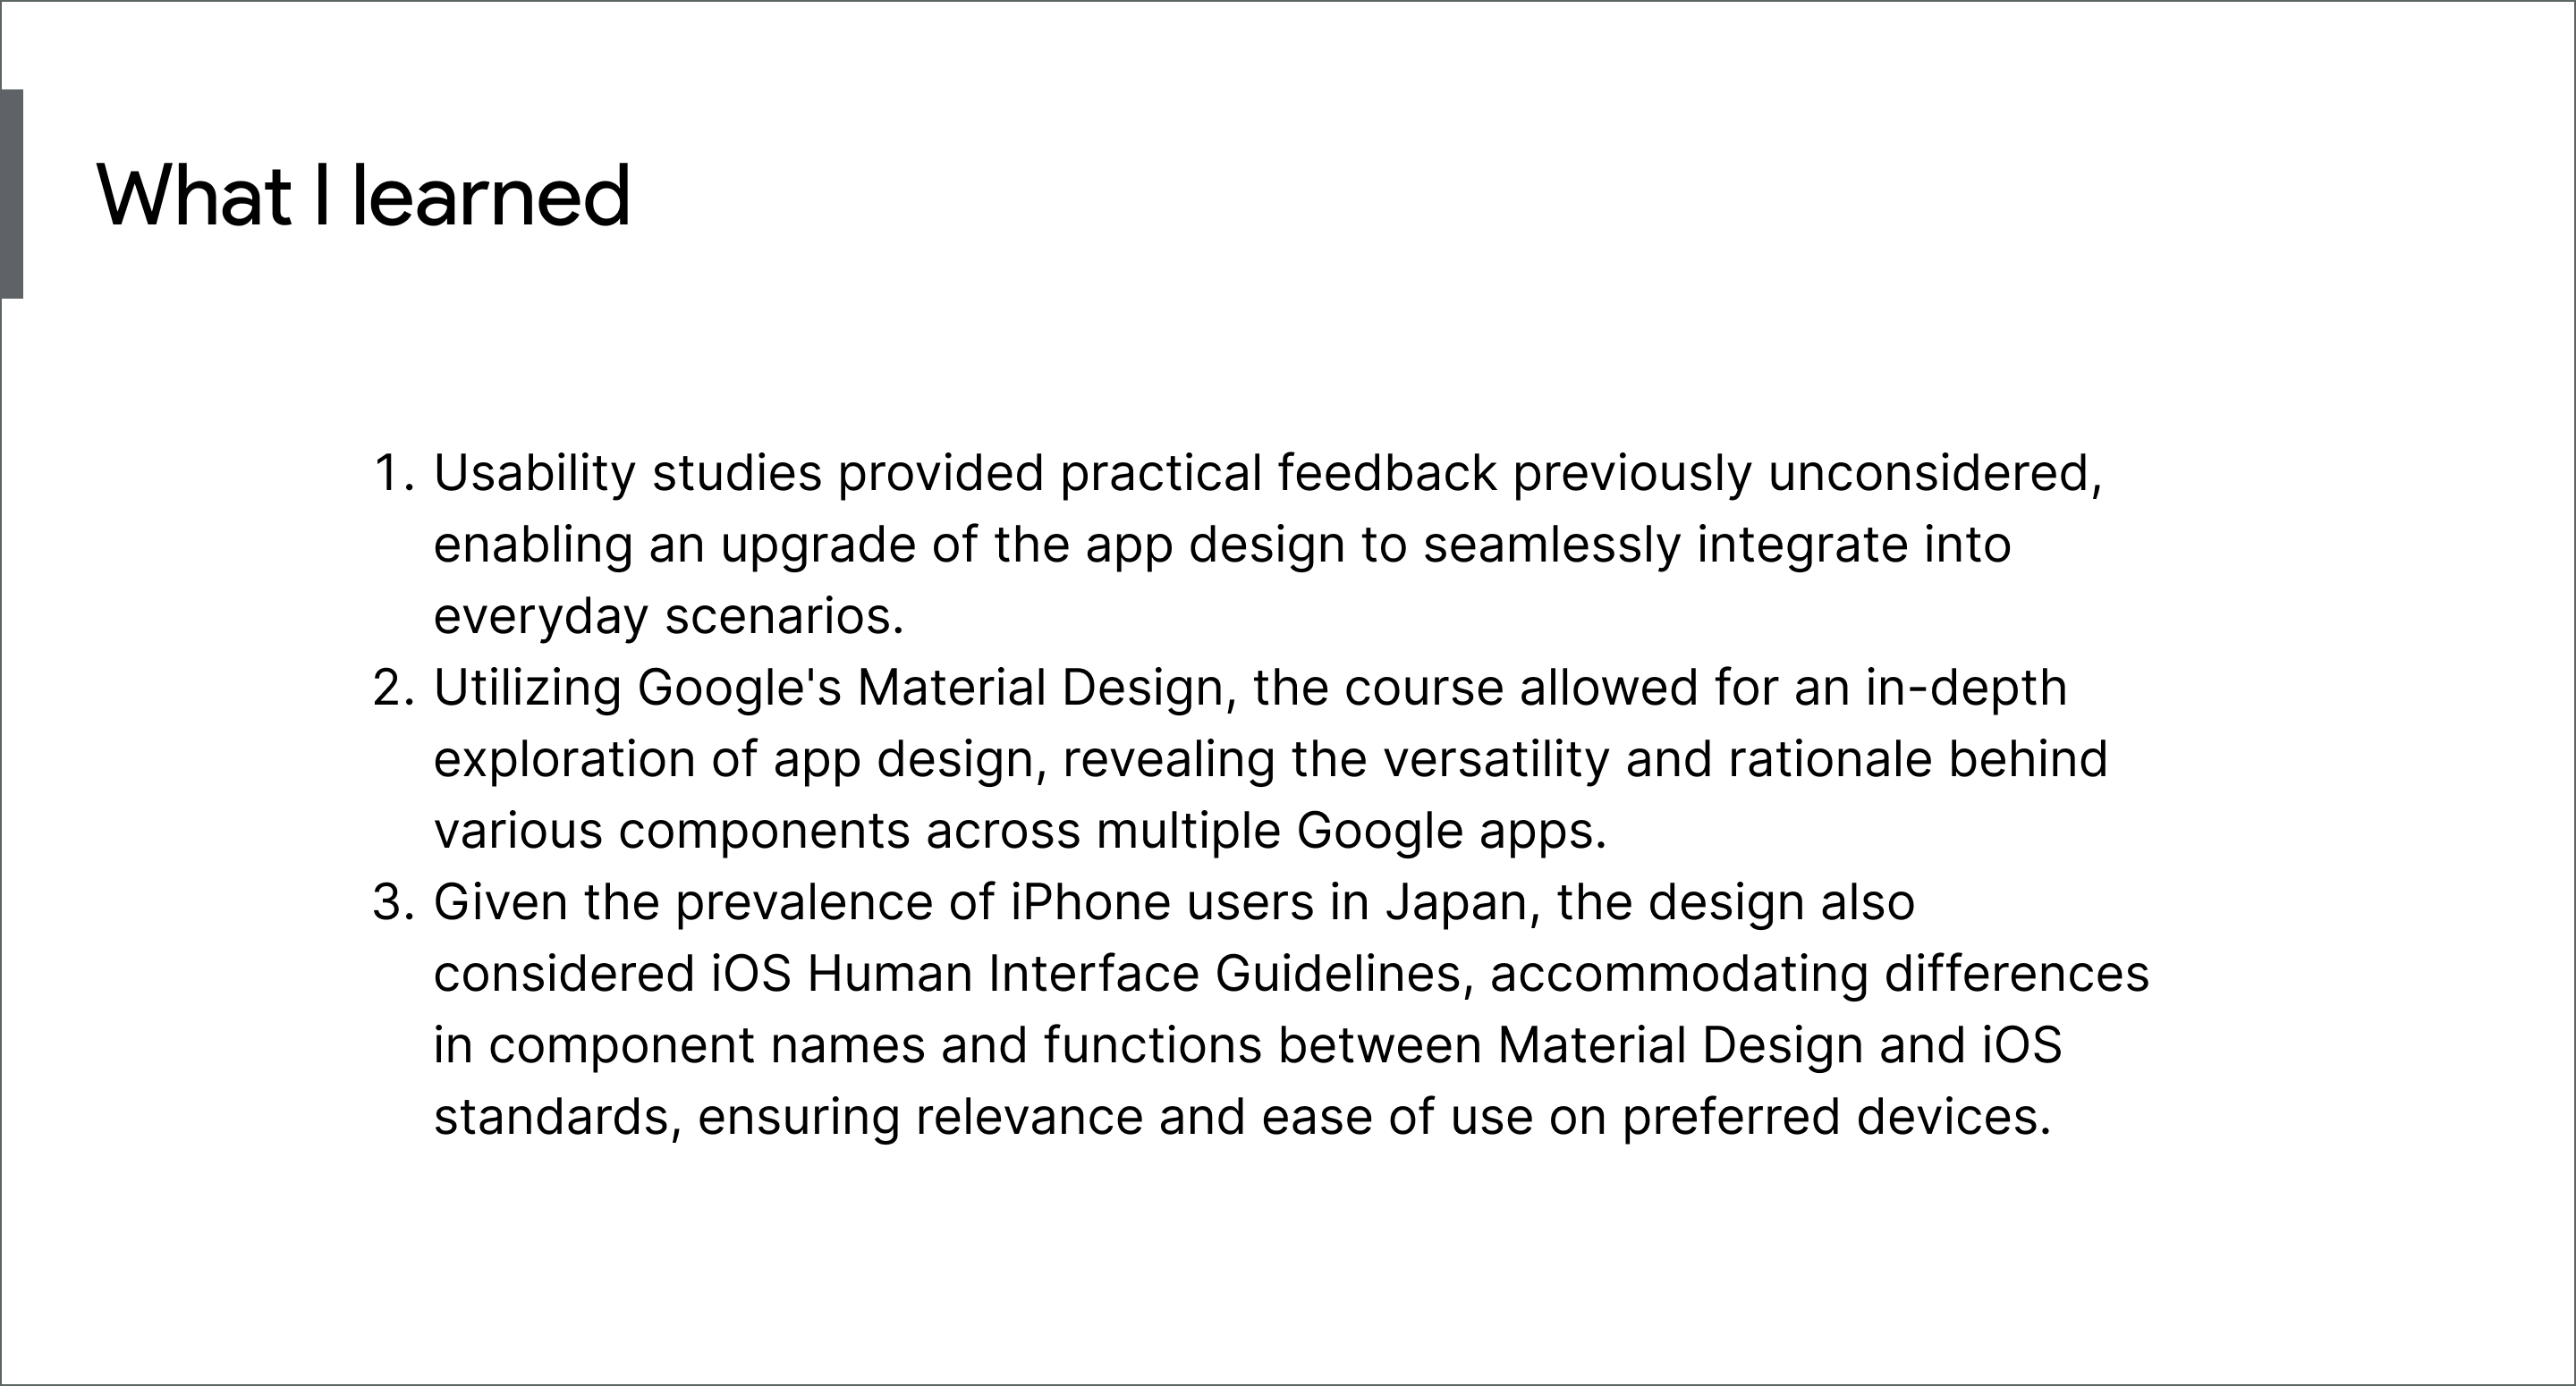 What I learned
1. Usability studies provided practical feedback previously unconsidered,
enabling an upgrade of the app design to seamlessly integrate into
everyday scenarios.
2. Utilizing Google's Material Design, the course allowed for an in-depth
exploration of app design, revealing the versatility and rationale behind
various components across multiple Google apps.
3. Given the prevalence of iPhone users in Japan, the design also
considered iOS Human Interface Guidelines, accommodating differences
in component names and functions between Material Design and iOS
standards, ensuring relevance and ease of use on preferred devices.